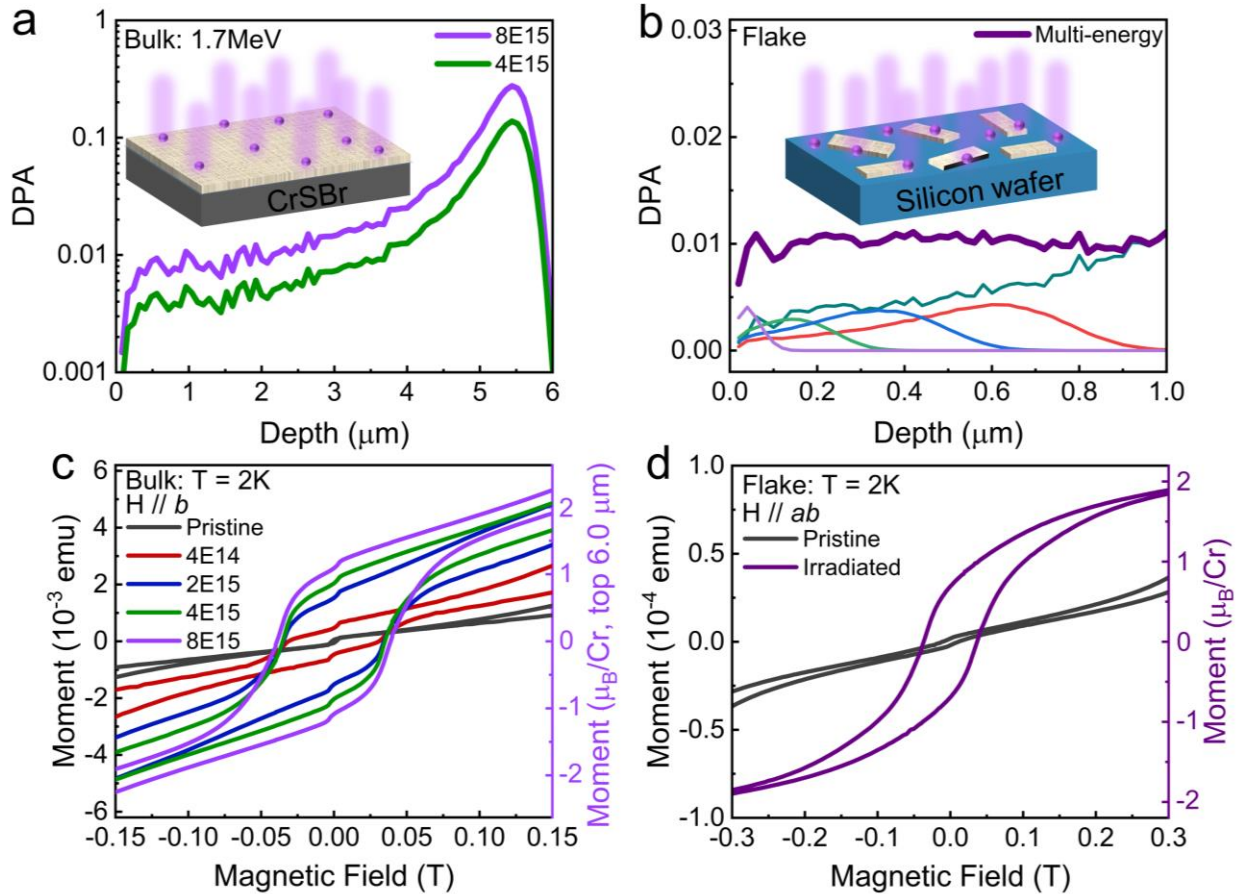 a
Bulk: 1.7MeV
8E15
4E15
CrSBr
1
0.1
0.01
0.001
DPA
0 1 2 3 4 5 6
Depth (μm)
b
Flake
Multi-energy
Silicon wafer
0.03
0.02
0.01
0.00
DPA
0.0 0.2 0.4 0.6 0.8 1.0
Depth (μm)
c
Bulk: T = 2K
H // b
Pristine
4E14
2E15
4E15
8E15
6
4
2
0
-2
-4
-6
Moment (10⁻³ emu)
2
1
0
-1
-2
Moment (μB/Cr, top 6.0 μm)
-0.15 -0.10 -0.05 0.00 0.05 0.10 0.15
Magnetic Field (T)
d
Flake: T = 2K
H // ab
Pristine
Irradiated
1.0
0.5
0.0
-0.5
-1.0
Moment (10⁻⁴ emu)
2
1
0
-1
-2
Moment (μB/Cr)
-0.3 -0.2 -0.1 0.0 0.1 0.2 0.3
Magnetic Field (T)